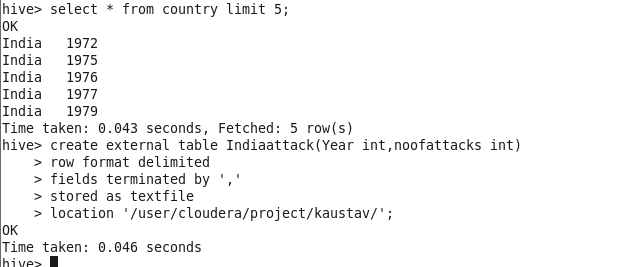 hive> select * from country limit 5;
OK
India   1972
India   1975
India   1976
India   1977
India   1979
Time taken: 0.043 seconds, Fetched: 5 row(s)
hive> create external table Indiaattack(Year int,noofattacks int)
    > row format delimited
    > fields terminated by ','
    > stored as textfile
    > location '/user/cloudera/project/kaustav/';
OK
Time taken: 0.046 seconds
hive>